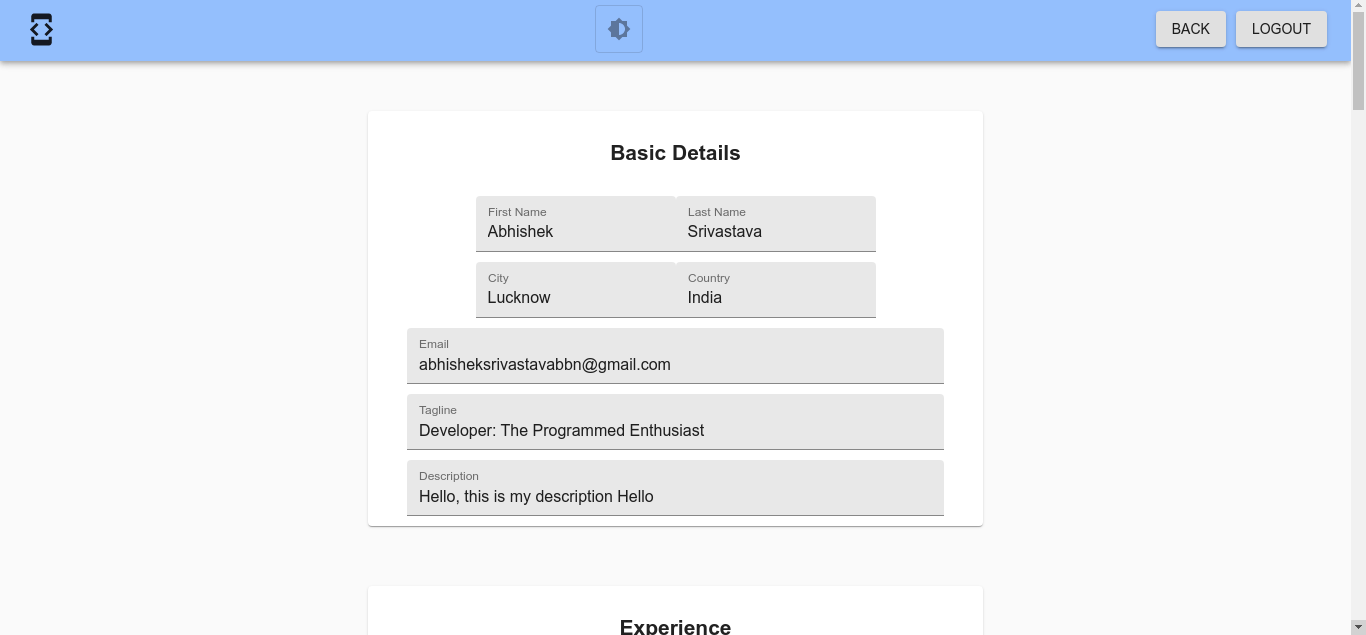 BACK LOGOUT
Basic Details
First Name Last Name
Abhishek Srivastava
City Country
Lucknow India
Email
abhisheksrivastavabbn@gmail.com
Tagline
Developer: The Programmed Enthusiast
Description
Hello, this is my description Hello
Experience